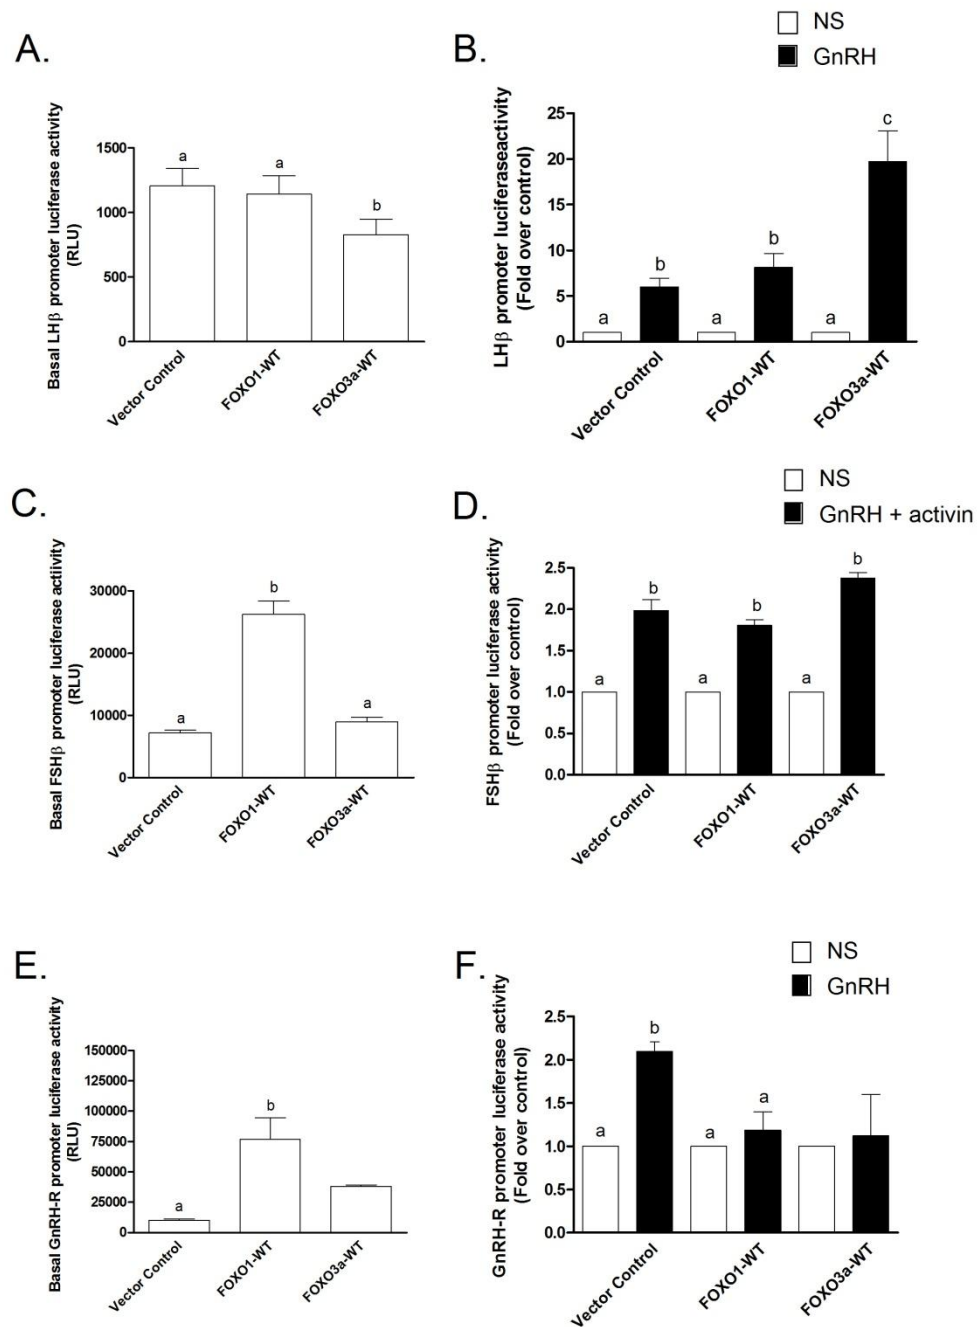 A.
Basal LHβ promoter luciferase activity
(RLU)
1500
1000
500
0
a
a
b
Vector Control
FOXO1-WT
FOXO3a-WT
B.
NS
GnRH
LHβ promoter luciferaseactivity
(Fold over control)
25
20
15
10
5
0
a
b
a
b
a
c
Vector Control
FOXO1-WT
FOXO3a-WT
C.
Basal FSHβ promoter luciferase actiivity
(RLU)
30000
20000
10000
0
a
b
a
Vector Control
FOXO1-WT
FOXO3a-WT
D.
NS
GnRH + activin
FSHβ promoter luciferase activity
(Fold over control)
2.5
2.0
1.5
1.0
0.5
0.0
a
b
a
b
a
b
Vector Control
FOXO1-WT
FOXO3a-WT
E.
Basal GnRH-R promoter luciferase activity
(RLU)
150000
125000
100000
75000
50000
25000
0
a
b
Vector Control
FOXO1-WT
FOXO3a-WT
F.
NS
GnRH
GnRH-R promoter luciferase activity
(Fold over control)
2.5
2.0
1.5
1.0
0.5
0.0
a
b
a
a
Vector Control
FOXO1-WT
FOXO3a-WT